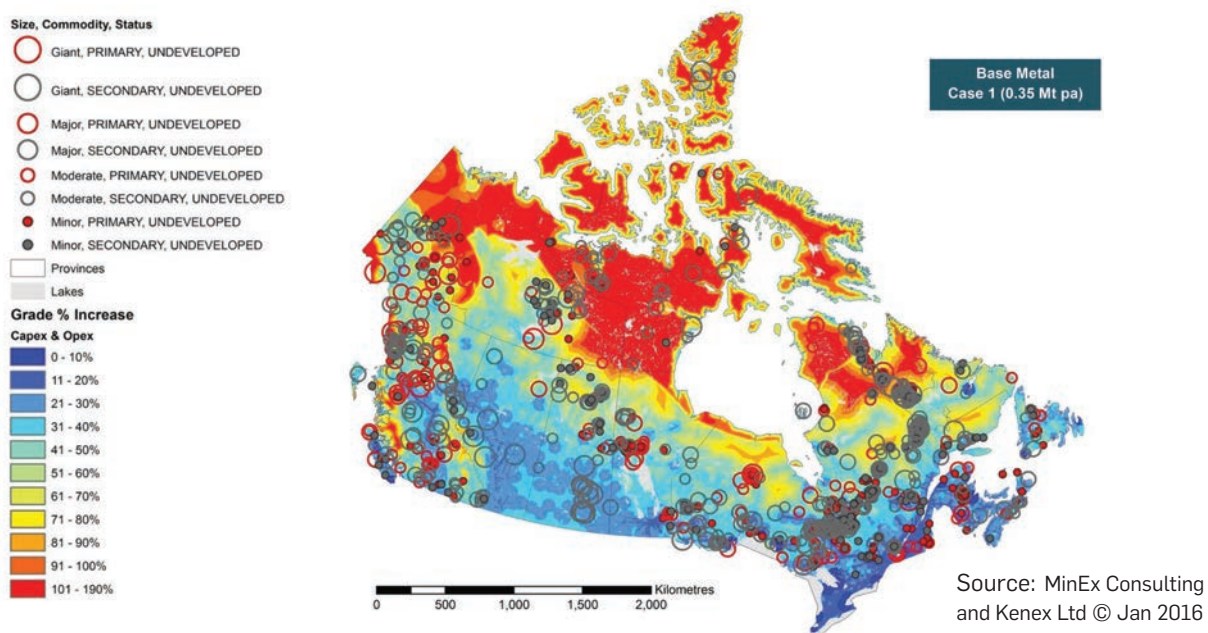 Size, Commodity, Status
Giant, PRIMARY, UNDEVELOPED
Giant, SECONDARY, UNDEVELOPED
Major, PRIMARY, UNDEVELOPED
Major, SECONDARY, UNDEVELOPED
Moderate, PRIMARY, UNDEVELOPED
Moderate, SECONDARY, UNDEVELOPED
Minor, PRIMARY, UNDEVELOPED
Minor, SECONDARY, UNDEVELOPED
Provinces
Lakes
Grade % Increase
Capex & Opex
0 - 10%
11 - 20%
21 - 30%
31 - 40%
41 - 50%
51 - 60%
61 - 70%
71 - 80%
81 - 90%
91 - 100%
101 - 190%
Base Metal
Case 1 (0.35 Mt pa)
Kilometres
0 500 1,000 1,500 2,000
Source: MinEx Consulting
and Kenex Ltd © Jan 2016